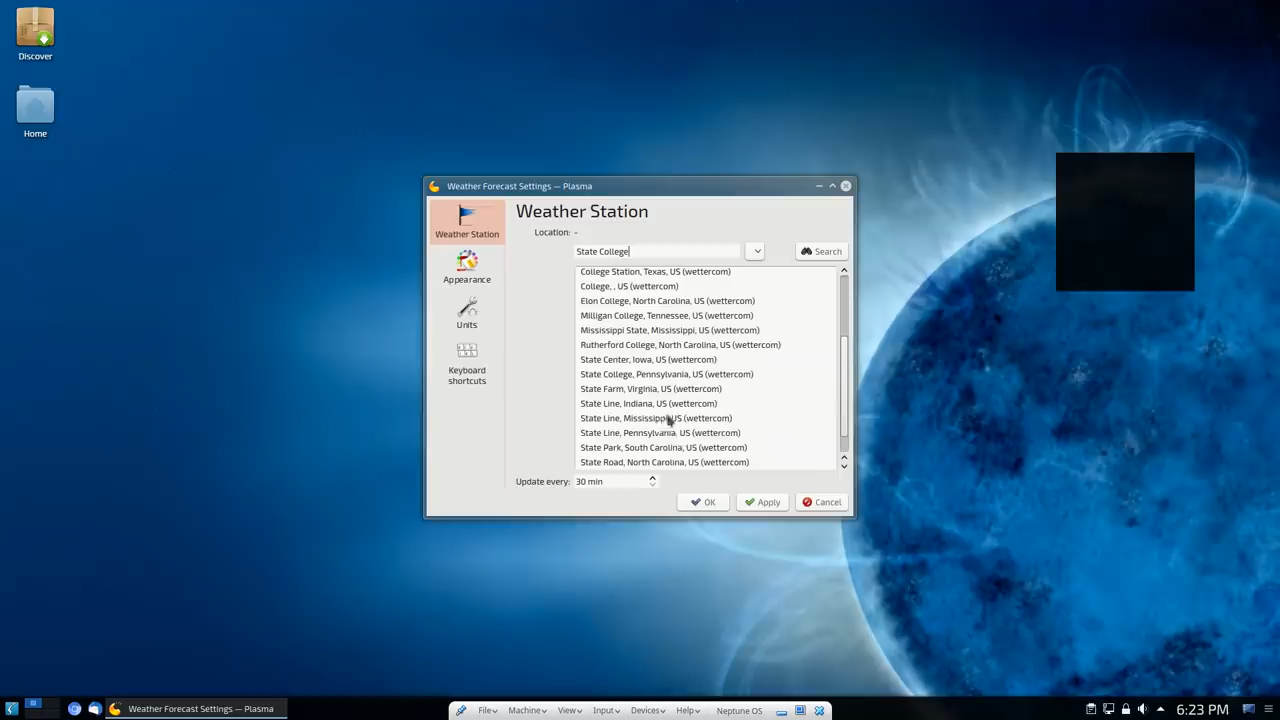 Discover
Home
Weather Forecast Settings — Plasma
Weather Station
Appearance
Units
Keyboard
shortcuts
Weather Station
Location: -
State College
Search
College Station, Texas, US (wettercom)
College, , US (wettercom)
Elon College, North Carolina, US (wettercom)
Milligan College, Tennessee, US (wettercom)
Mississippi State, Mississippi, US (wettercom)
Rutherford College, North Carolina, US (wettercom)
State Center, Iowa, US (wettercom)
State College, Pennsylvania, US (wettercom)
State Farm, Virginia, US (wettercom)
State Line, Indiana, US (wettercom)
State Line, Mississippi, US (wettercom)
State Line, Pennsylvania, US (wettercom)
State Park, South Carolina, US (wettercom)
State Road, North Carolina, US (wettercom)
Update every: 30 min
OK
Apply
Cancel
Weather Forecast Settings — Plasma
File Machine View Input Devices Help Neptune OS
6:23 PM